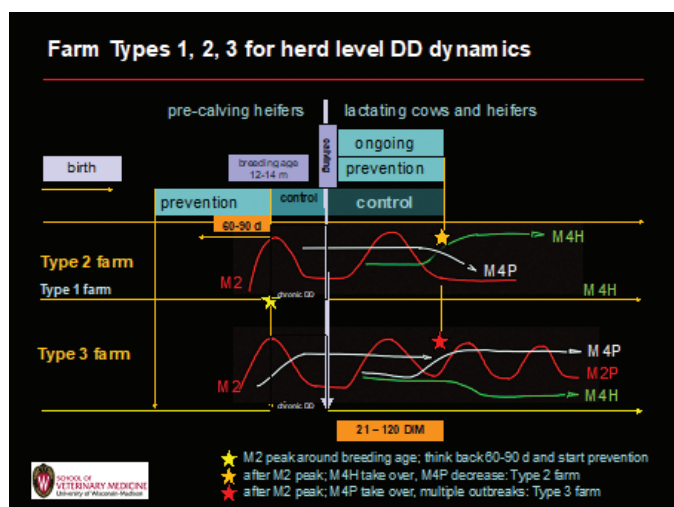 Farm Types 1, 2, 3 for herd level DD dynamics
pre-calving heifers
lactating cows and heifers
calving
ongoing
prevention
birth
breeding age
12-14 m
prevention
control
control
60-90 d
M4H
Type 2 farm
M4P
Type 1 farm
M2
chronic DD
M4H
Type 3 farm
M4P
M2
M2P
M4H
chronic DD
21 – 120 DIM
M2 peak around breeding age; think back 60-90 d and start prevention
after M2 peak; M4H take over, M4P decrease: Type 2 farm
after M2 peak; M4P take over, multiple outbreaks: Type 3 farm
SCHOOL OF
VETERINARY MEDICINE
University of Wisconsin-Madison